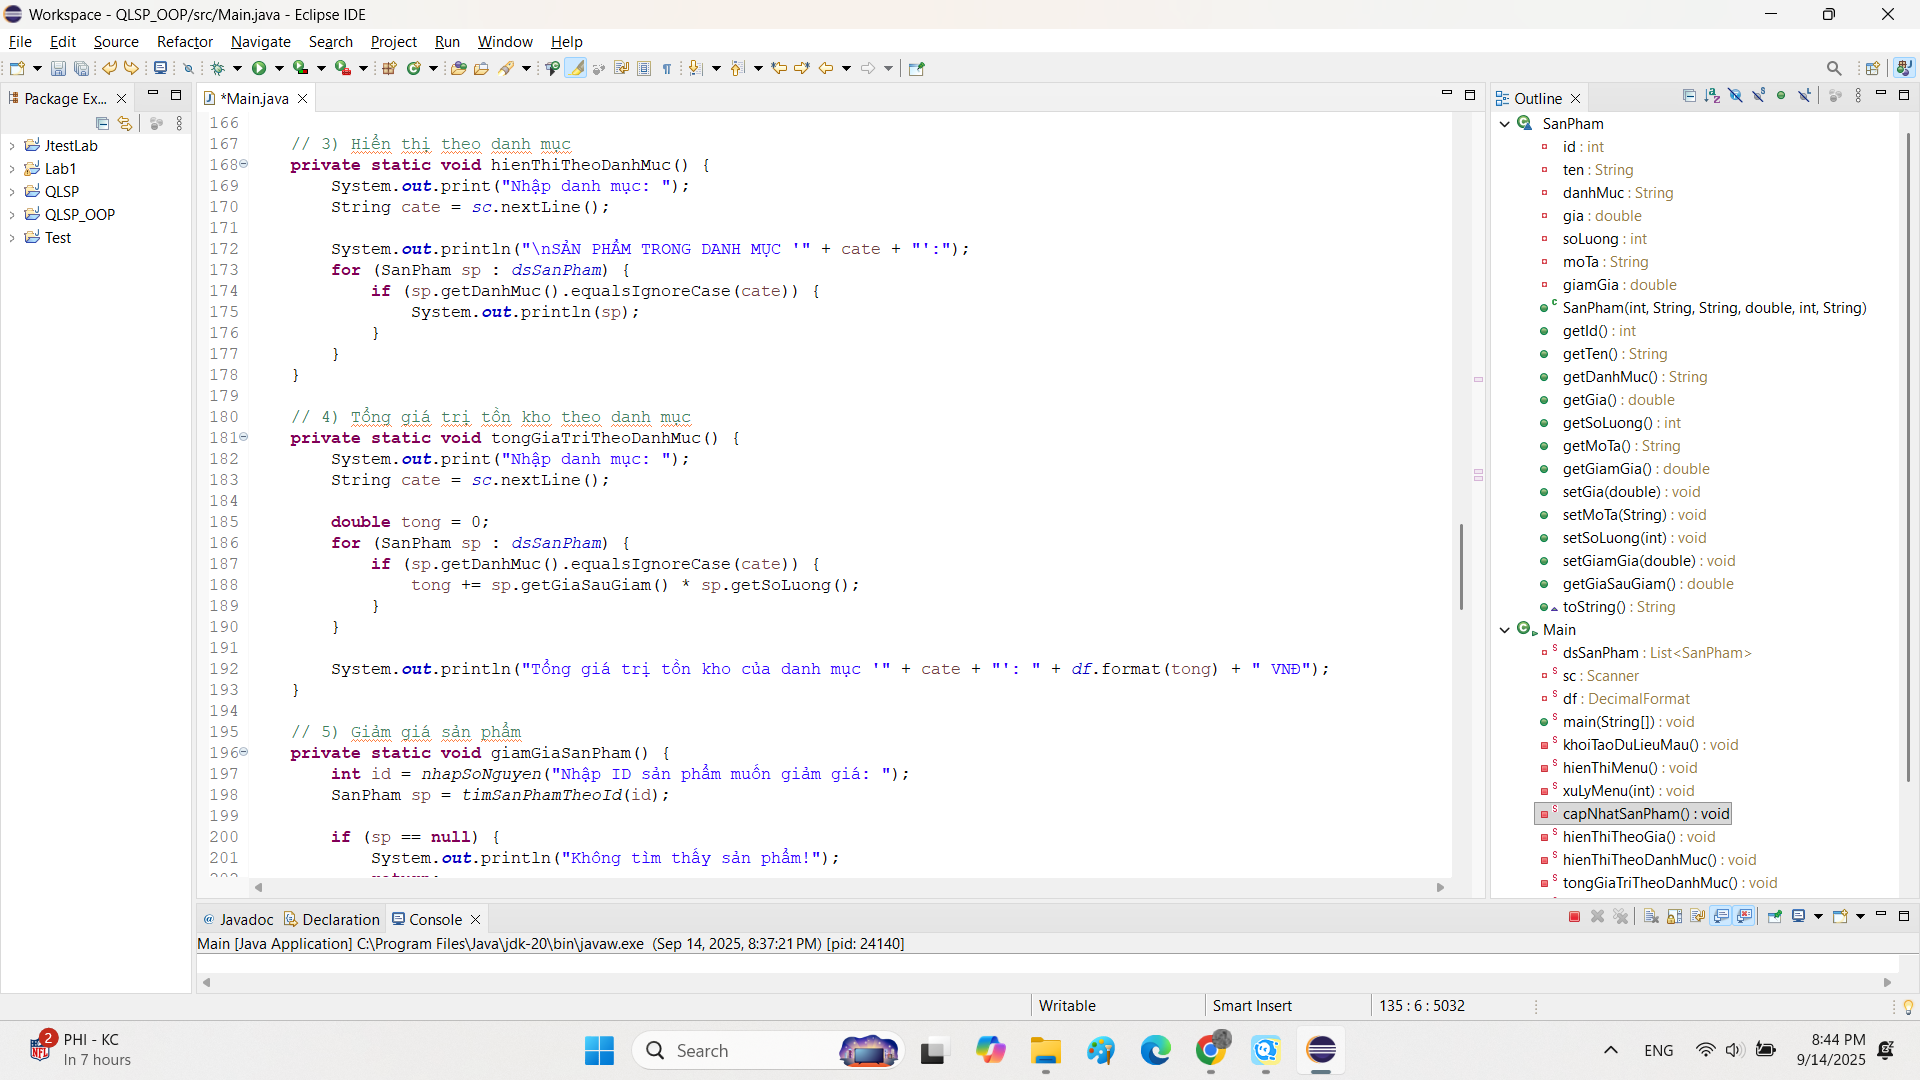 Workspace - QLSP_OOP/src/Main.java - Eclipse IDE
File Edit Source Refactor Navigate Search Project Run Window Help
Package Ex...
JtestLab
Lab1
QLSP
QLSP_OOP
Test
*Main.java
166
167 // 3) Hiển thị theo danh mục
168 private static void hienThiTheoDanhMuc() {
169 System.out.print("Nhập danh mục: ");
170 String cate = sc.nextLine();
171
172 System.out.println("\nSẢN PHẨM TRONG DANH MỤC '" + cate + "':");
173 for (SanPham sp : dsSanPham) {
174 if (sp.getDanhMuc().equalsIgnoreCase(cate)) {
175 System.out.println(sp);
176 }
177 }
178 }
179
180 // 4) Tổng giá trị tồn kho theo danh mục
181 private static void tongGiaTriTheoDanhMuc() {
182 System.out.print("Nhập danh mục: ");
183 String cate = sc.nextLine();
184
185 double tong = 0;
186 for (SanPham sp : dsSanPham) {
187 if (sp.getDanhMuc().equalsIgnoreCase(cate)) {
188 tong += sp.getGiaSauGiam() * sp.getSoLuong();
189 }
190 }
191
192 System.out.println("Tổng giá trị tồn kho của danh mục '" + cate + "': " + df.format(tong) + " VNĐ");
193 }
194
195 // 5) Giảm giá sản phẩm
196 private static void giamGiaSanPham() {
197 int id = nhapSoNguyen("Nhập ID sản phẩm muốn giảm giá: ");
198 SanPham sp = timSanPhamTheoId(id);
199
200 if (sp == null) {
201 System.out.println("Không tìm thấy sản phẩm!");
Outline
SanPham
id : int
ten : String
danhMuc : String
gia : double
soLuong : int
moTa : String
giamGia : double
SanPham(int, String, String, double, int, String)
getId() : int
getTen() : String
getDanhMuc() : String
getGia() : double
getSoLuong() : int
getMoTa() : String
getGiamGia() : double
setGia(double) : void
setMoTa(String) : void
setSoLuong(int) : void
setGiamGia(double) : void
getGiaSauGiam() : double
toString() : String
Main
dsSanPham : List<SanPham>
sc : Scanner
df : DecimalFormat
main(String[]) : void
khoiTaoDuLieuMau() : void
hienThiMenu() : void
xuLyMenu(int) : void
capNhatSanPham() : void
hienThiTheoGia() : void
hienThiTheoDanhMuc() : void
tongGiaTriTheoDanhMuc() : void
@ Javadoc Declaration Console
Main [Java Application] C:\Program Files\Java\jdk-20\bin\javaw.exe (Sep 14, 2025, 8:37:21 PM) [pid: 24140]
Writable Smart Insert 135 : 6 : 5032
2
PHI - KC
In 7 hours
Search
ENG
8:44 PM
9/14/2025